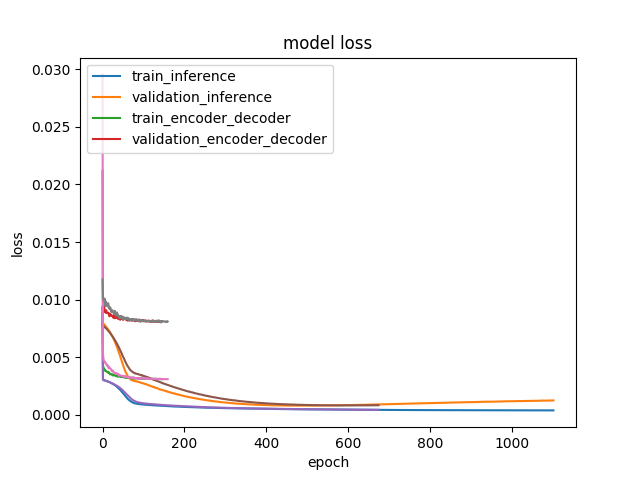 model loss
train_inference
validation_inference
train_encoder_decoder
validation_encoder_decoder
0.030
0.025
0.020
0.015
0.010
0.005
0.000
loss
0 200 400 600 800 1000
epoch